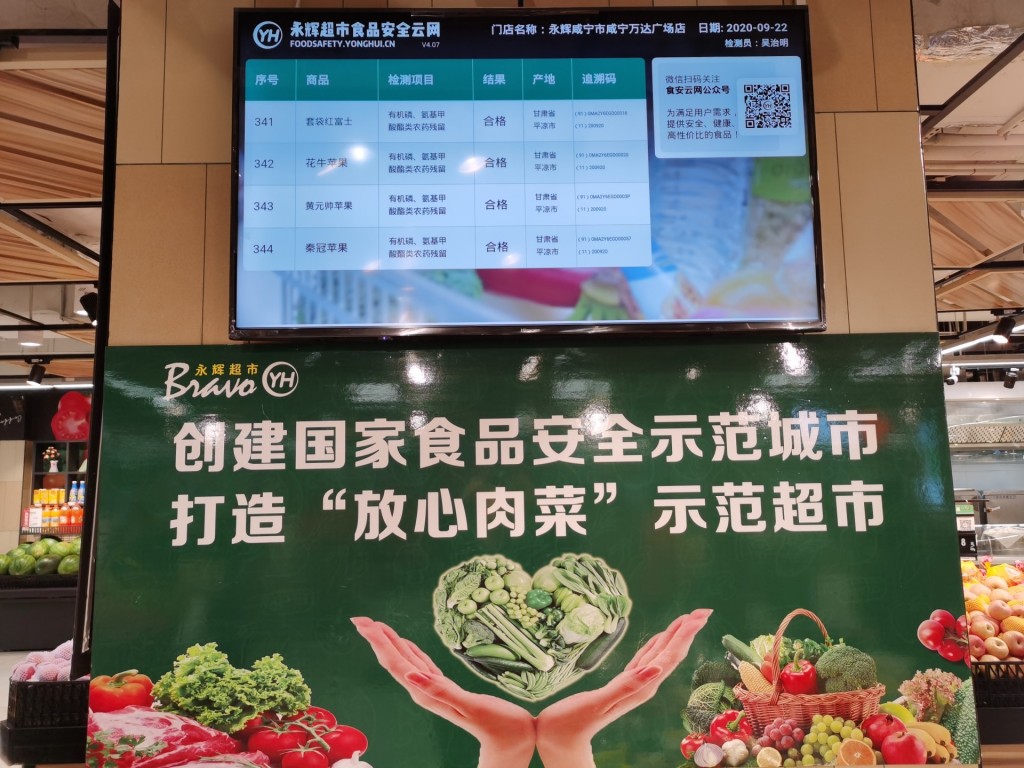 永辉超市食品安全云网
FOODSAFETY.YONGHUI.CN V4.07
门店名称：永辉咸宁市咸宁万达广场店 日期: 2020-09-22
检测员：吴治明
序号 商品 检测项目 结果 产地 追溯码
341 套袋红富士 有机磷、氨基甲酸酯类农药残留 合格 甘肃省平凉市
342 花牛苹果 有机磷、氨基甲酸酯类农药残留 合格 甘肃省平凉市
343 黄元帅苹果 有机磷、氨基甲酸酯类农药残留 合格 甘肃省平凉市
344 秦冠苹果 有机磷、氨基甲酸酯类农药残留 合格 甘肃省平凉市
微信扫码关注
食安云网公众号
为满足用户需求，
提供安全、健康、
高性价比的食品！
永辉超市
Bravo YH
创建国家食品安全示范城市
打造“放心肉菜”示范超市